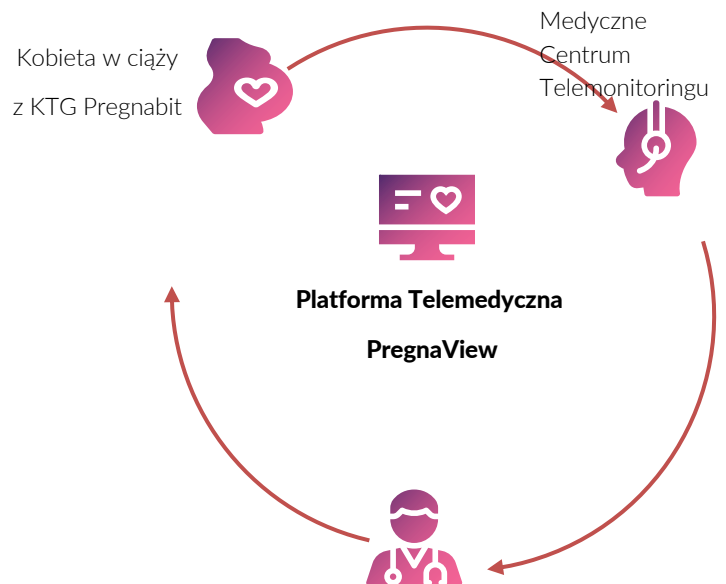 Kobieta w ciąży
z KTG Pregnabit
Medyczne
Centrum
Telemonitoringu
Platforma Telemedyczna
PregnaView